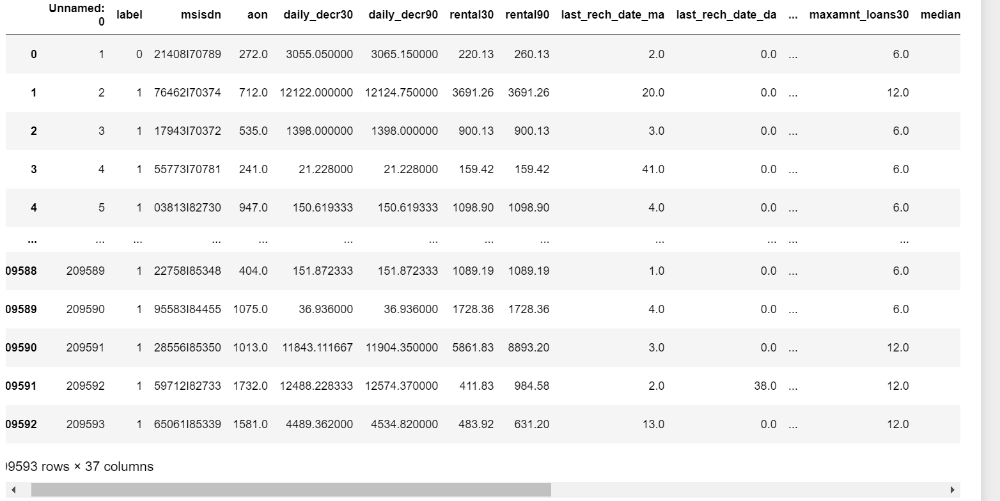 Unnamed: 0 label msisdn aon daily_decr30 daily_decr90 rental30 rental90 last_rech_date_ma last_rech_date_da ... maxamnt_loans30 median
0 1 0 21408I70789 272.0 3055.050000 3065.150000 220.13 260.13 2.0 0.0 ... 6.0
1 2 1 76462I70374 712.0 12122.000000 12124.750000 3691.26 3691.26 20.0 0.0 ... 12.0
2 3 1 17943I70372 535.0 1398.000000 1398.000000 900.13 900.13 3.0 0.0 ... 6.0
3 4 1 55773I70781 241.0 21.228000 21.228000 159.42 159.42 41.0 0.0 ... 6.0
4 5 1 03813I82730 947.0 150.619333 150.619333 1098.90 1098.90 4.0 0.0 ... 6.0
... ... ... ... ... ... ... ... ... ... ... ... ...
09588 209589 1 22758I85348 404.0 151.872333 151.872333 1089.19 1089.19 1.0 0.0 ... 6.0
09589 209590 1 95583I84455 1075.0 36.936000 36.936000 1728.36 1728.36 4.0 0.0 ... 6.0
09590 209591 1 28556I85350 1013.0 11843.111667 11904.350000 5861.83 8893.20 3.0 0.0 ... 12.0
09591 209592 1 59712I82733 1732.0 12488.228333 12574.370000 411.83 984.58 2.0 38.0 ... 12.0
09592 209593 1 65061I85339 1581.0 4489.362000 4534.820000 483.92 631.20 13.0 0.0 ... 12.0
09593 rows × 37 columns